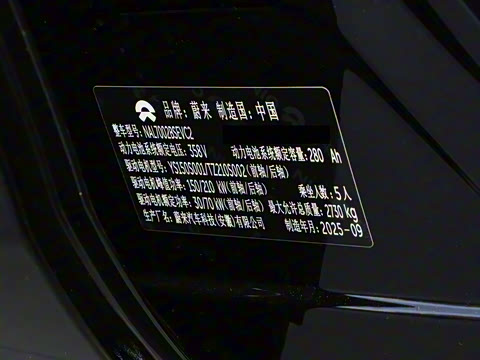 品牌：蔚来 制造国：中国
整车型号：NAL7002BSEVC2
动力电池系统额定电压：358V 动力电池系统额定容量：280 Ah
驱动电机型号：YS150S001/TZ210S002（前轴/后轴）
驱动电机峰值功率：150/210 kW（前轴/后轴） 乘坐人数：5人
驱动电机额定功率：30/70 kW（前轴/后轴） 最大允许总质量：2730 kg
生产厂名：蔚来汽车科技（安徽）有限公司 制造年月：2025-09